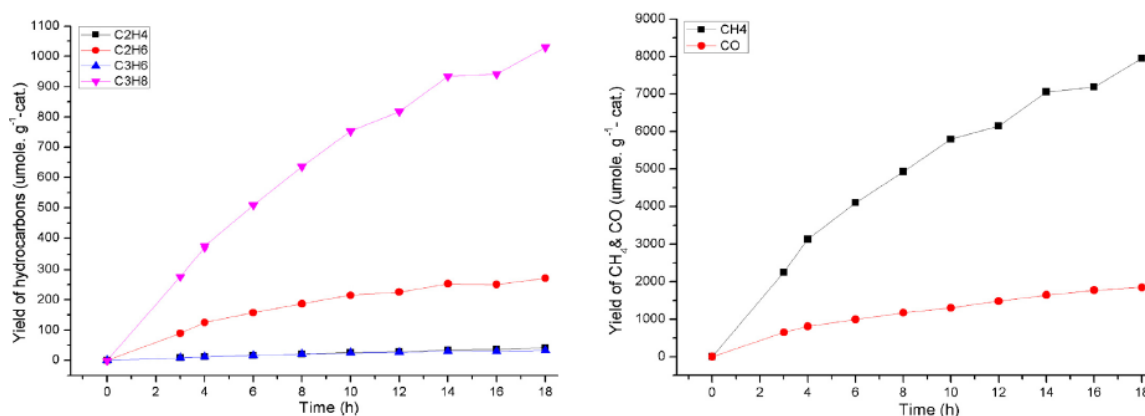 Yield of hydrocarbons (umole. g⁻¹-cat.)
1100
1000
900
800
700
600
500
400
300
200
100
0
C2H4
C2H6
C3H6
C3H8
0 2 4 6 8 10 12 14 16 18
Time (h)
Yield of CH₄& CO (umole. g⁻¹- cat.)
9000
8000
7000
6000
5000
4000
3000
2000
1000
0
CH4
CO
0 2 4 6 8 10 12 14 16 18
Time (h)